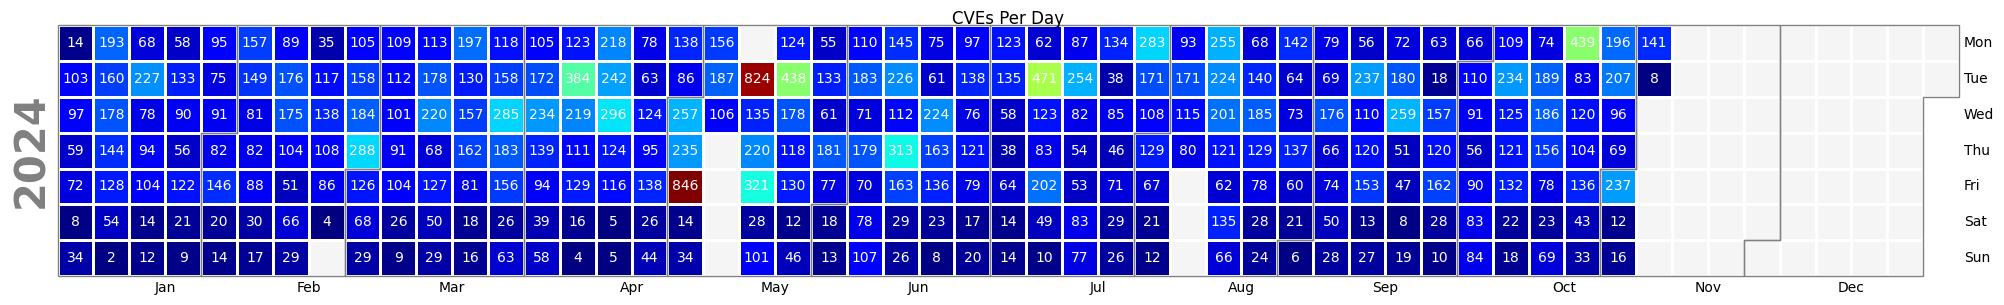 CVEs Per Day
2024
14 193 68 58 95 157 89 35 105 109 113 197 118 105 123 218 78 138 156 124 55 110 145 75 97 123 62 87 134 283 93 255 68 142 79 56 72 63 66 109 74 439 196 141 Mon
103 160 227 133 75 149 176 117 158 112 178 130 158 172 384 242 63 86 187 824 438 133 183 226 61 138 135 471 254 38 171 171 224 140 64 69 237 180 18 110 234 189 83 207 8 Tue
97 178 78 90 91 81 175 138 184 101 220 157 285 234 219 296 124 257 106 135 178 61 71 112 224 76 58 123 82 85 108 115 201 185 73 176 110 259 157 91 125 186 120 96 Wed
59 144 94 56 82 82 104 108 288 91 68 162 183 139 111 124 95 235 220 118 181 179 313 163 121 38 83 54 46 129 80 121 129 137 66 120 51 120 56 121 156 104 69 Thu
72 128 104 122 146 88 51 86 126 104 127 81 156 94 129 116 138 846 321 130 77 70 163 136 79 64 202 53 71 67 62 78 60 74 153 47 162 90 132 78 136 237 Fri
8 54 14 21 20 30 66 4 68 26 50 18 26 39 16 5 26 14 28 12 18 78 29 23 17 14 49 83 29 21 135 28 21 50 13 8 28 83 22 23 43 12 Sat
34 2 12 9 14 17 29 29 9 29 16 63 58 4 5 44 34 101 46 13 107 26 8 20 14 10 77 26 12 66 24 6 28 27 19 10 84 18 69 33 16 Sun
Jan Feb Mar Apr May Jun Jul Aug Sep Oct Nov Dec